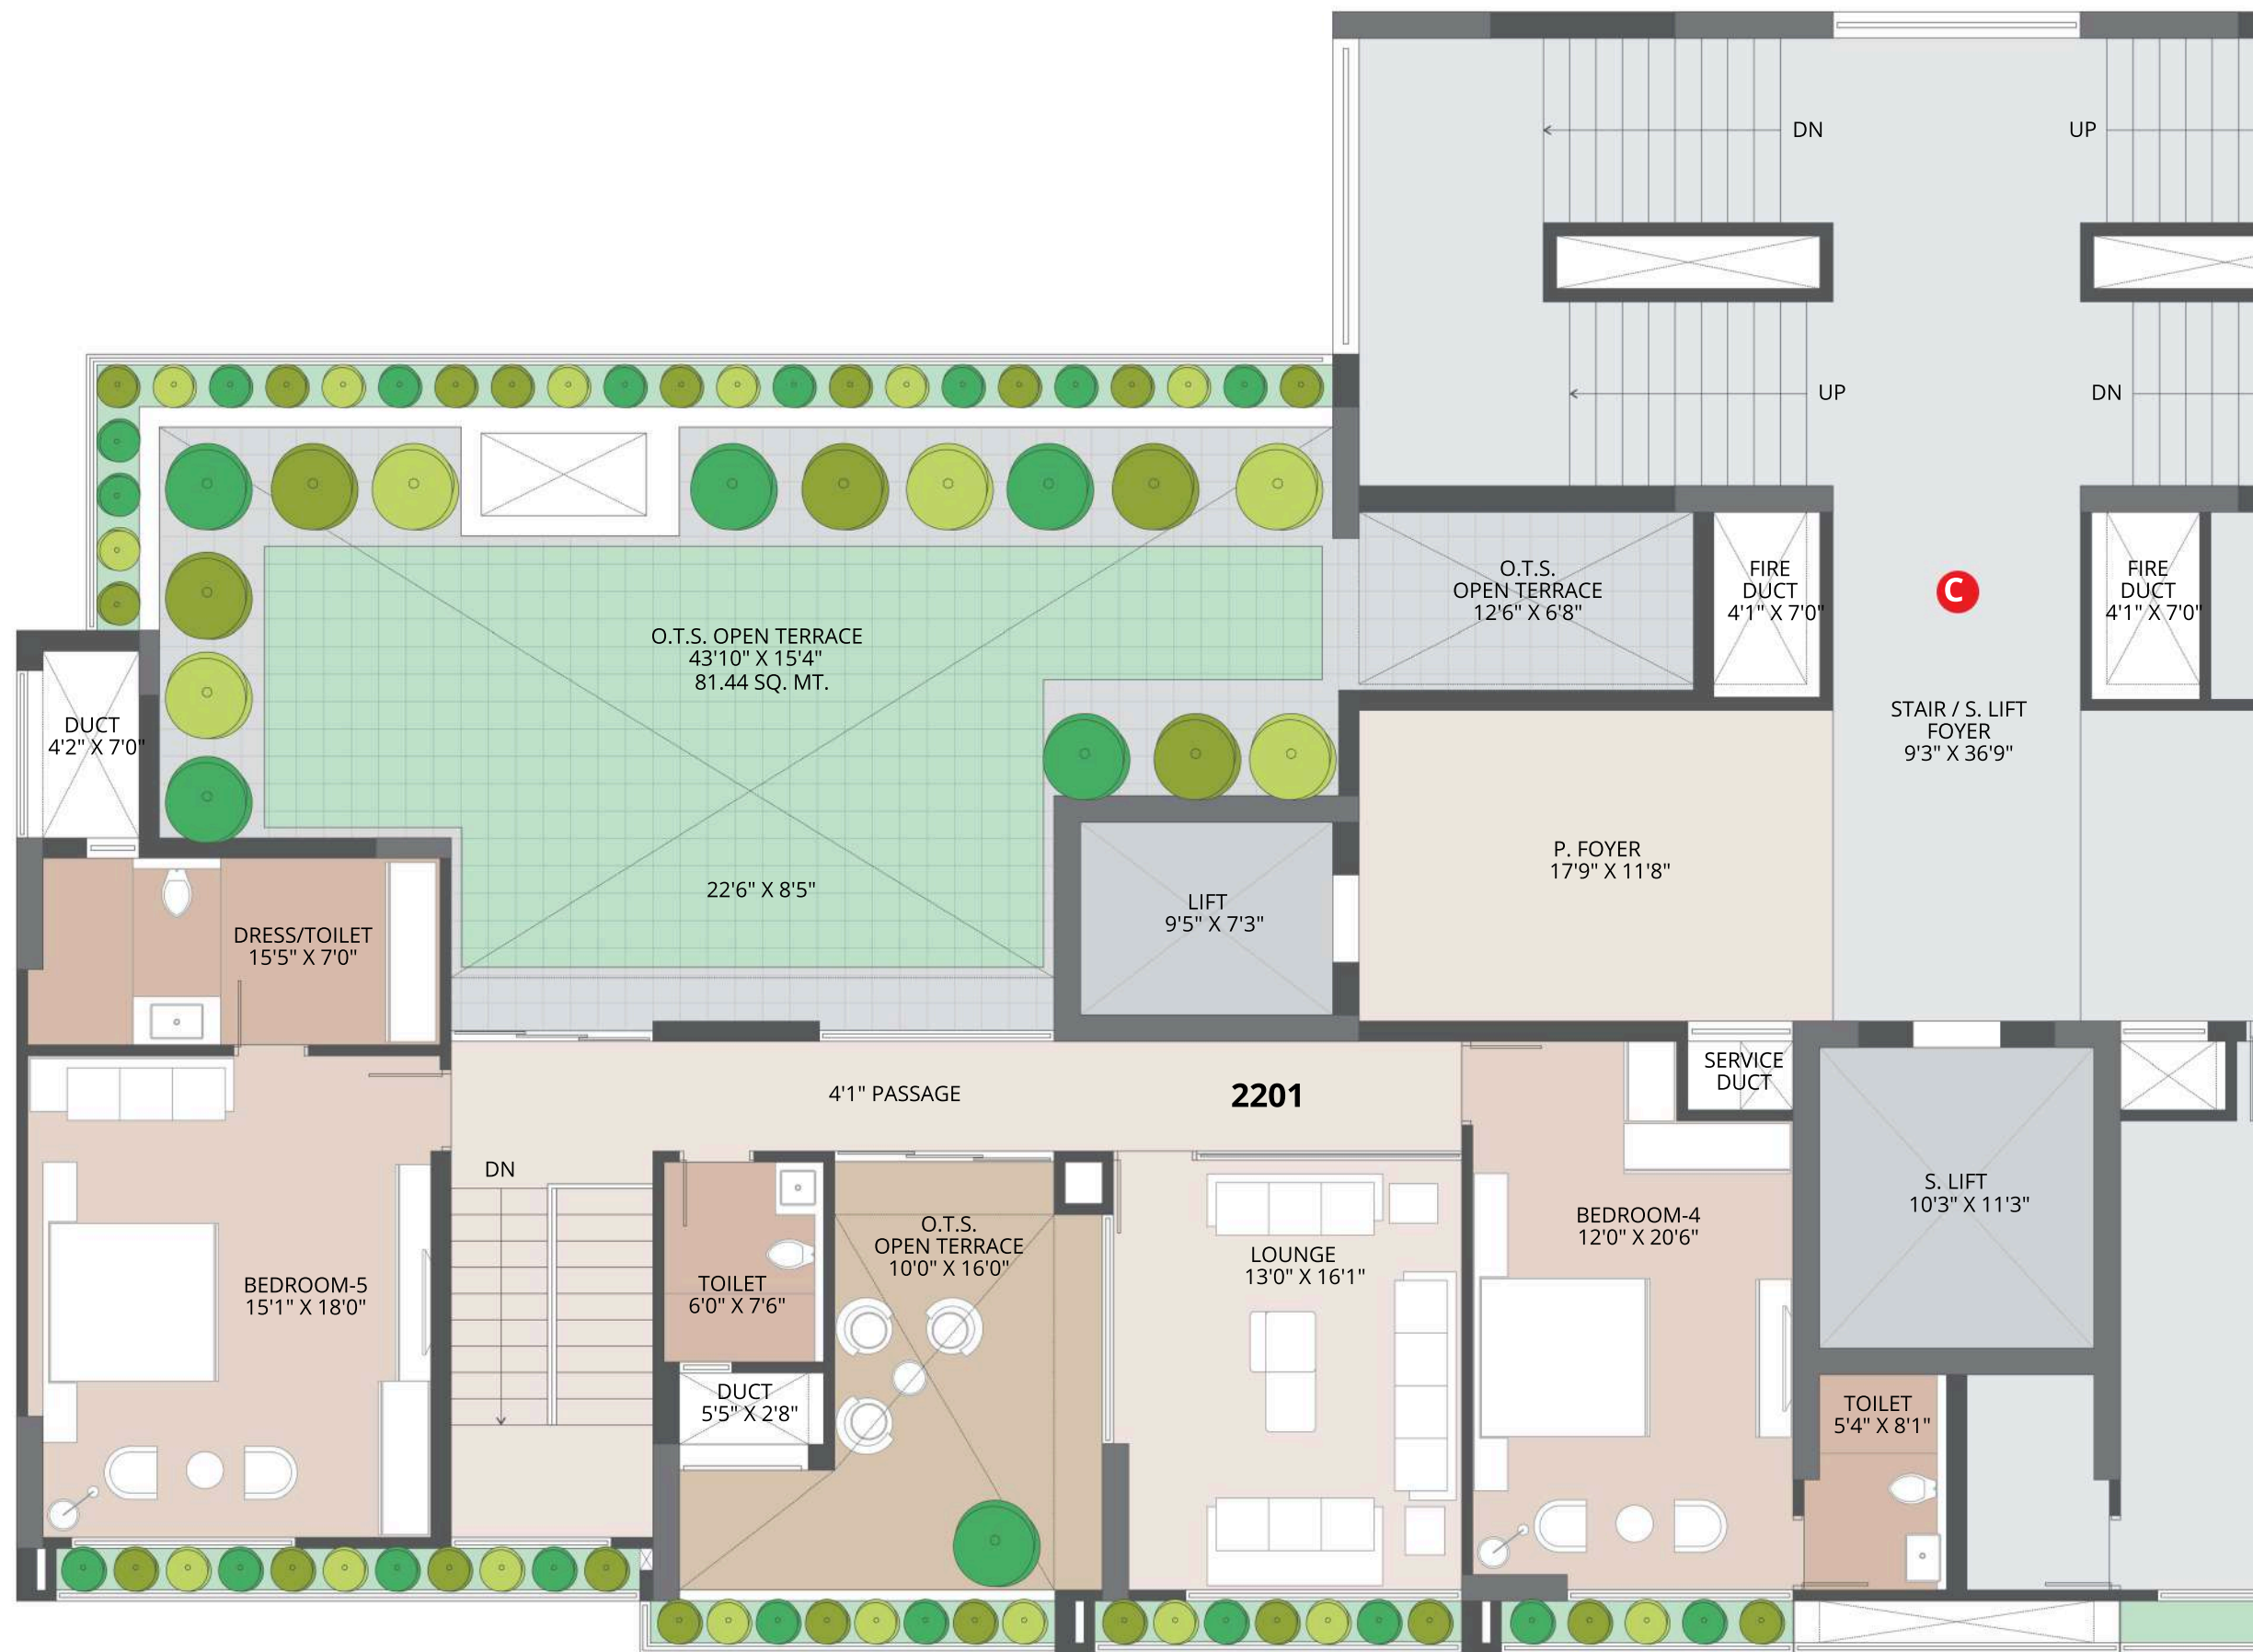 DN
UP
UP
DN
O.T.S.
OPEN TERRACE
12'6" X 6'8"
FIRE
DUCT
4'1" X 7'0"
C
FIRE
DUCT
4'1" X 7'0"
O.T.S. OPEN TERRACE
43'10" X 15'4"
81.44 SQ. MT.
DUCT
4'2" X 7'0"
STAIR / S. LIFT
FOYER
9'3" X 36'9"
P. FOYER
17'9" X 11'8"
22'6" X 8'5"
LIFT
9'5" X 7'3"
DRESS/TOILET
15'5" X 7'0"
4'1" PASSAGE
2201
SERVICE
DUCT
DN
S. LIFT
10'3" X 11'3"
O.T.S.
OPEN TERRACE
10'0" X 16'0"
BEDROOM-4
12'0" X 20'6"
LOUNGE
13'0" X 16'1"
BEDROOM-5
15'1" X 18'0"
TOILET
6'0" X 7'6"
DUCT
5'5" X 2'8"
TOILET
5'4" X 8'1"